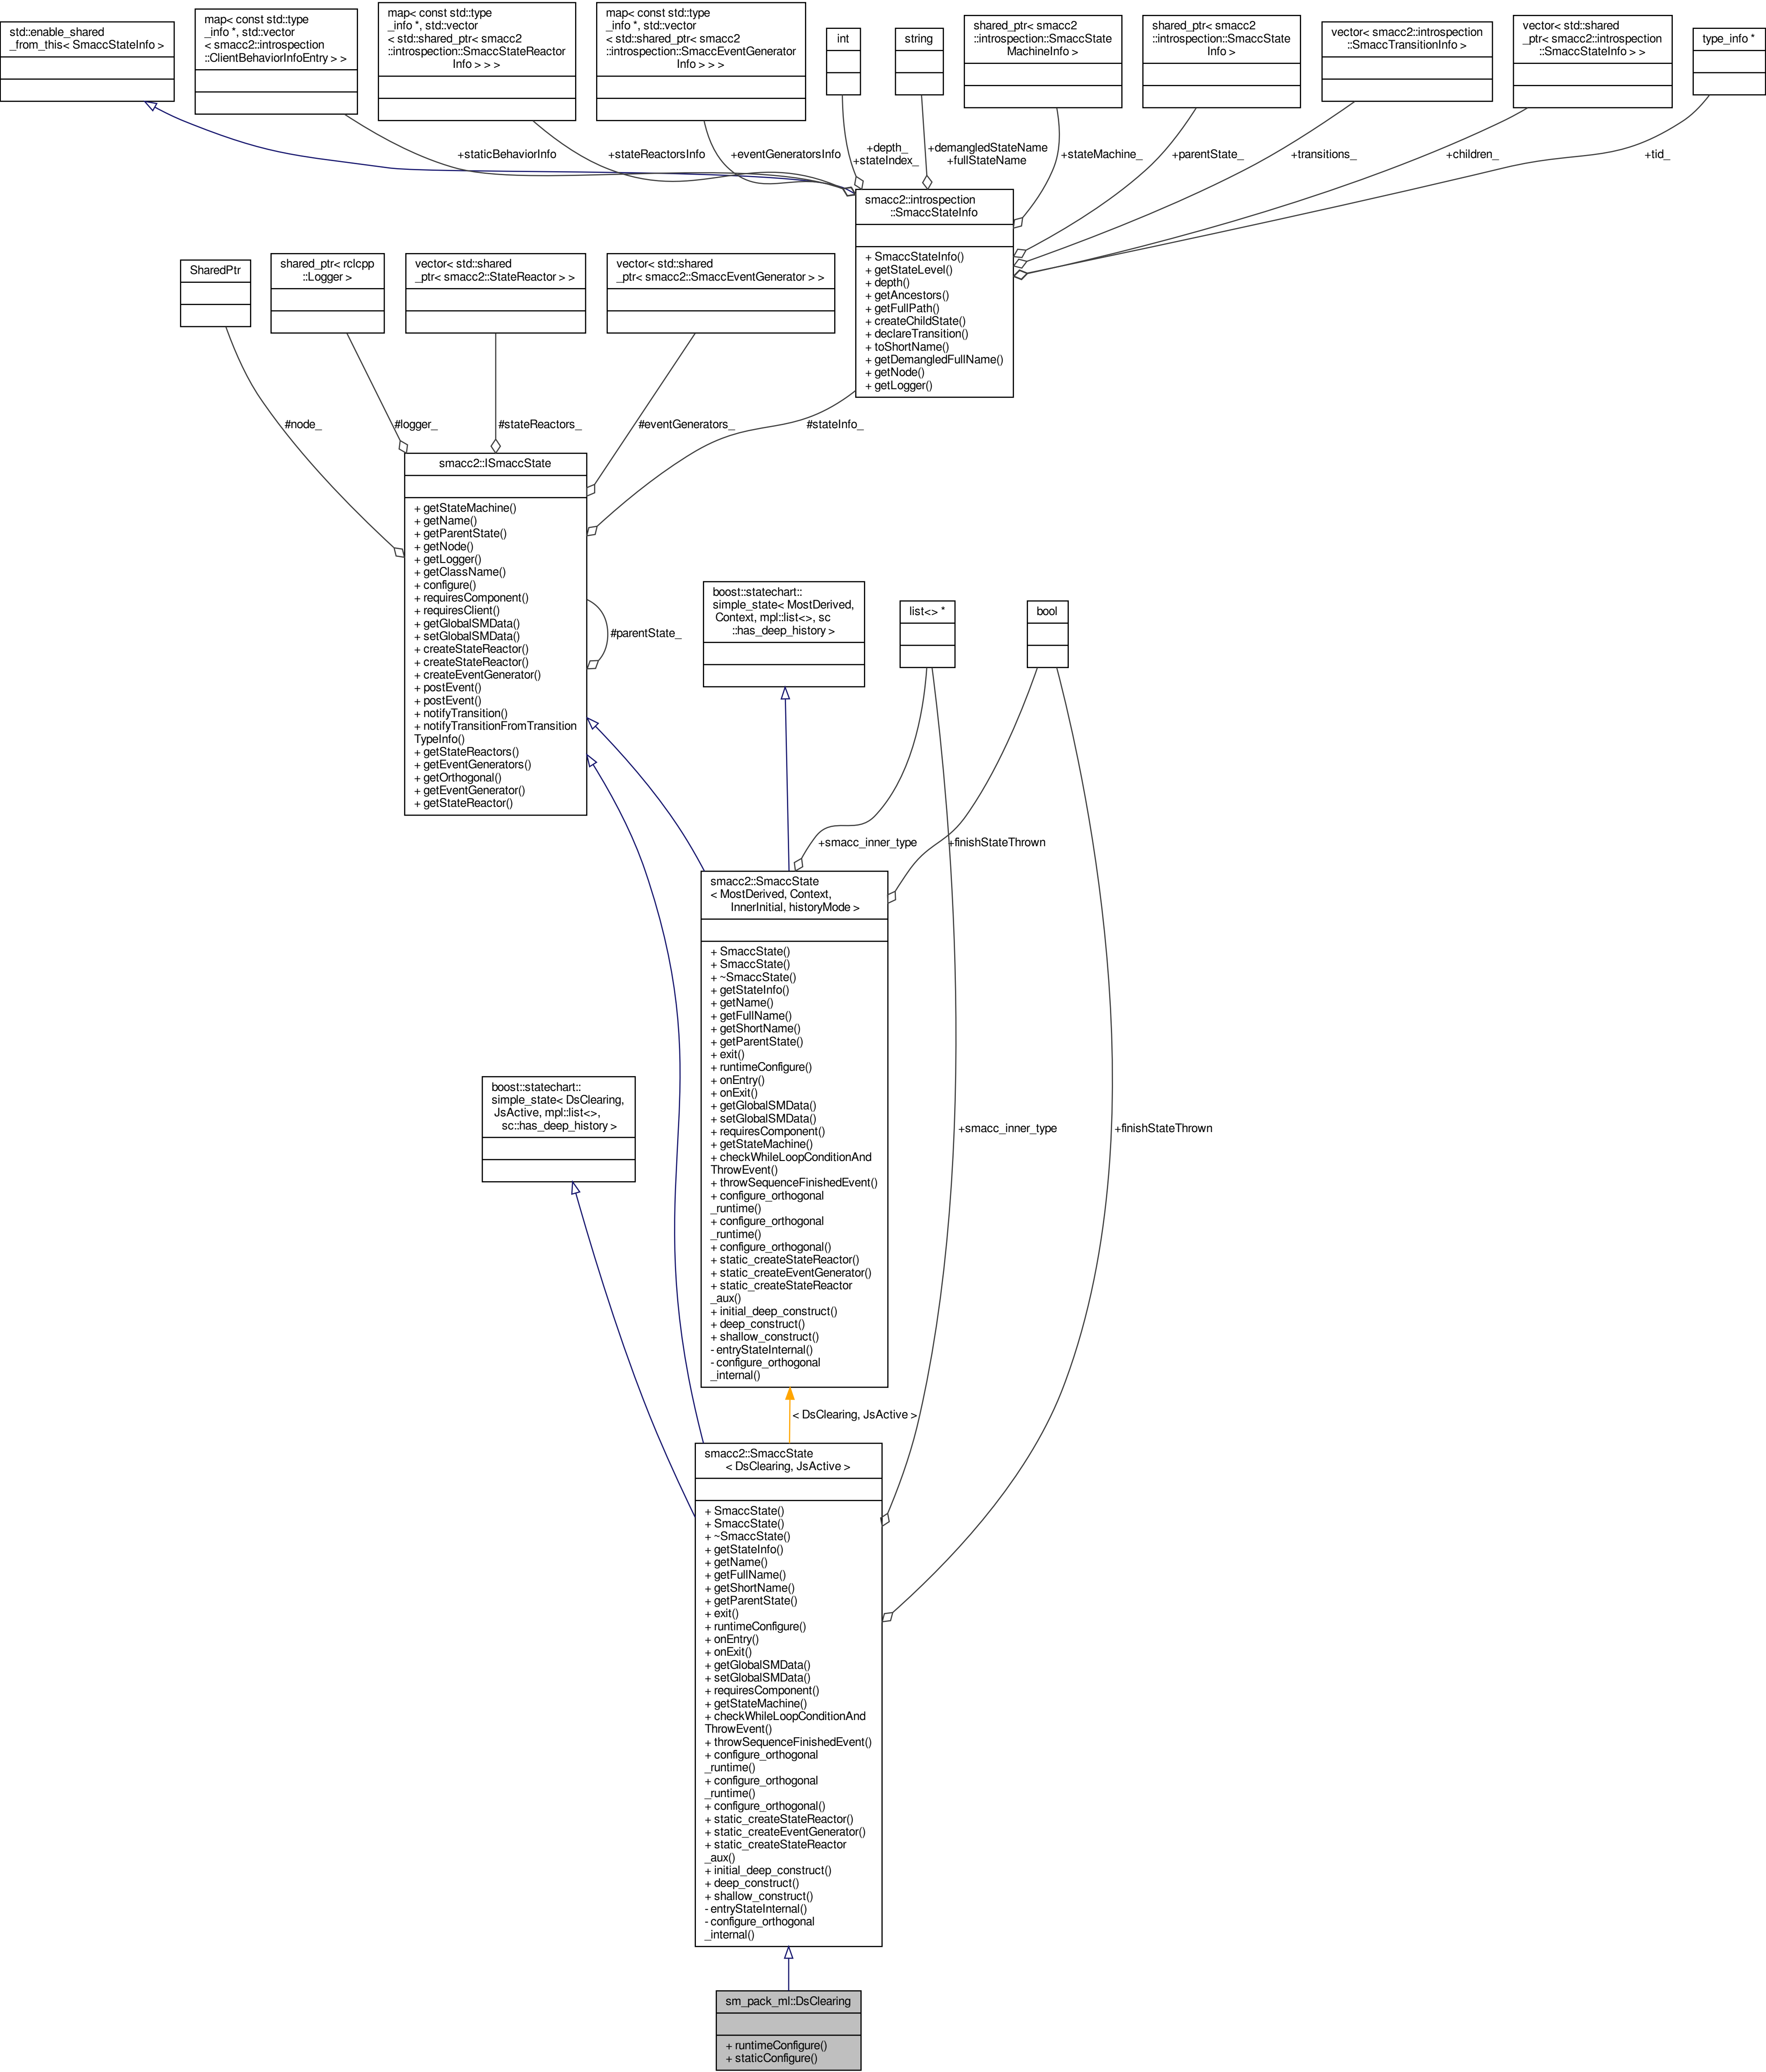 std::enable_shared
_from_this< SmaccStateInfo >
map< const std::type
_info *, std::vector
< smacc2::introspection
::ClientBehaviorInfoEntry > >
map< const std::type
_info *, std::vector
< std::shared_ptr< smacc2
::introspection::SmaccStateReactor
Info > > >
map< const std::type
_info *, std::vector
< std::shared_ptr< smacc2
::introspection::SmaccEventGenerator
Info > > >
int
string
shared_ptr< smacc2
::introspection::SmaccState
MachineInfo >
shared_ptr< smacc2
::introspection::SmaccState
Info >
vector< smacc2::introspection
::SmaccTransitionInfo >
vector< std::shared
_ptr< smacc2::introspection
::SmaccStateInfo > >
type_info *
+staticBehaviorInfo
+stateReactorsInfo
+eventGeneratorsInfo
+depth_
+stateIndex_
+demangledStateName
+fullStateName
+stateMachine_
+parentState_
+transitions_
+children_
+tid_
smacc2::introspection
::SmaccStateInfo
+ SmaccStateInfo()
+ getStateLevel()
+ depth()
+ getAncestors()
+ getFullPath()
+ createChildState()
+ declareTransition()
+ toShortName()
+ getDemangledFullName()
+ getNode()
+ getLogger()
SharedPtr
shared_ptr< rclcpp
::Logger >
vector< std::shared
_ptr< smacc2::StateReactor > >
vector< std::shared
_ptr< smacc2::SmaccEventGenerator > >
#node_
#logger_
#stateReactors_
#eventGenerators_
#stateInfo_
smacc2::ISmaccState
+ getStateMachine()
+ getName()
+ getParentState()
+ getNode()
+ getLogger()
+ getClassName()
+ configure()
+ requiresComponent()
+ requiresClient()
+ getGlobalSMData()
+ setGlobalSMData()
+ createStateReactor()
+ createStateReactor()
+ createEventGenerator()
+ postEvent()
+ postEvent()
+ notifyTransition()
+ notifyTransitionFromTransition
TypeInfo()
+ getStateReactors()
+ getEventGenerators()
+ getOrthogonal()
+ getEventGenerator()
+ getStateReactor()
#parentState_
boost::statechart::
simple_state< MostDerived,
Context, mpl::list<>, sc
::has_deep_history >
list<> *
bool
+smacc_inner_type
+finishStateThrown
smacc2::SmaccState
< MostDerived, Context,
InnerInitial, historyMode >
+ SmaccState()
+ SmaccState()
+ ~SmaccState()
+ getStateInfo()
+ getName()
+ getFullName()
+ getShortName()
+ getParentState()
+ exit()
+ runtimeConfigure()
+ onEntry()
+ onExit()
+ getGlobalSMData()
+ setGlobalSMData()
+ requiresComponent()
+ getStateMachine()
+ checkWhileLoopConditionAnd
ThrowEvent()
+ throwSequenceFinishedEvent()
+ configure_orthogonal
_runtime()
+ configure_orthogonal
_runtime()
+ configure_orthogonal()
+ static_createStateReactor()
+ static_createEventGenerator()
+ static_createStateReactor
_aux()
+ initial_deep_construct()
+ deep_construct()
+ shallow_construct()
- entryStateInternal()
- configure_orthogonal
_internal()
boost::statechart::
simple_state< DsClearing,
JsActive, mpl::list<>,
sc::has_deep_history >
+smacc_inner_type
+finishStateThrown
< DsClearing, JsActive >
smacc2::SmaccState
< DsClearing, JsActive >
+ SmaccState()
+ SmaccState()
+ ~SmaccState()
+ getStateInfo()
+ getName()
+ getFullName()
+ getShortName()
+ getParentState()
+ exit()
+ runtimeConfigure()
+ onEntry()
+ onExit()
+ getGlobalSMData()
+ setGlobalSMData()
+ requiresComponent()
+ getStateMachine()
+ checkWhileLoopConditionAnd
ThrowEvent()
+ throwSequenceFinishedEvent()
+ configure_orthogonal
_runtime()
+ configure_orthogonal
_runtime()
+ configure_orthogonal()
+ static_createStateReactor()
+ static_createEventGenerator()
+ static_createStateReactor
_aux()
+ initial_deep_construct()
+ deep_construct()
+ shallow_construct()
- entryStateInternal()
- configure_orthogonal
_internal()
sm_pack_ml::DsClearing
+ runtimeConfigure()
+ staticConfigure()